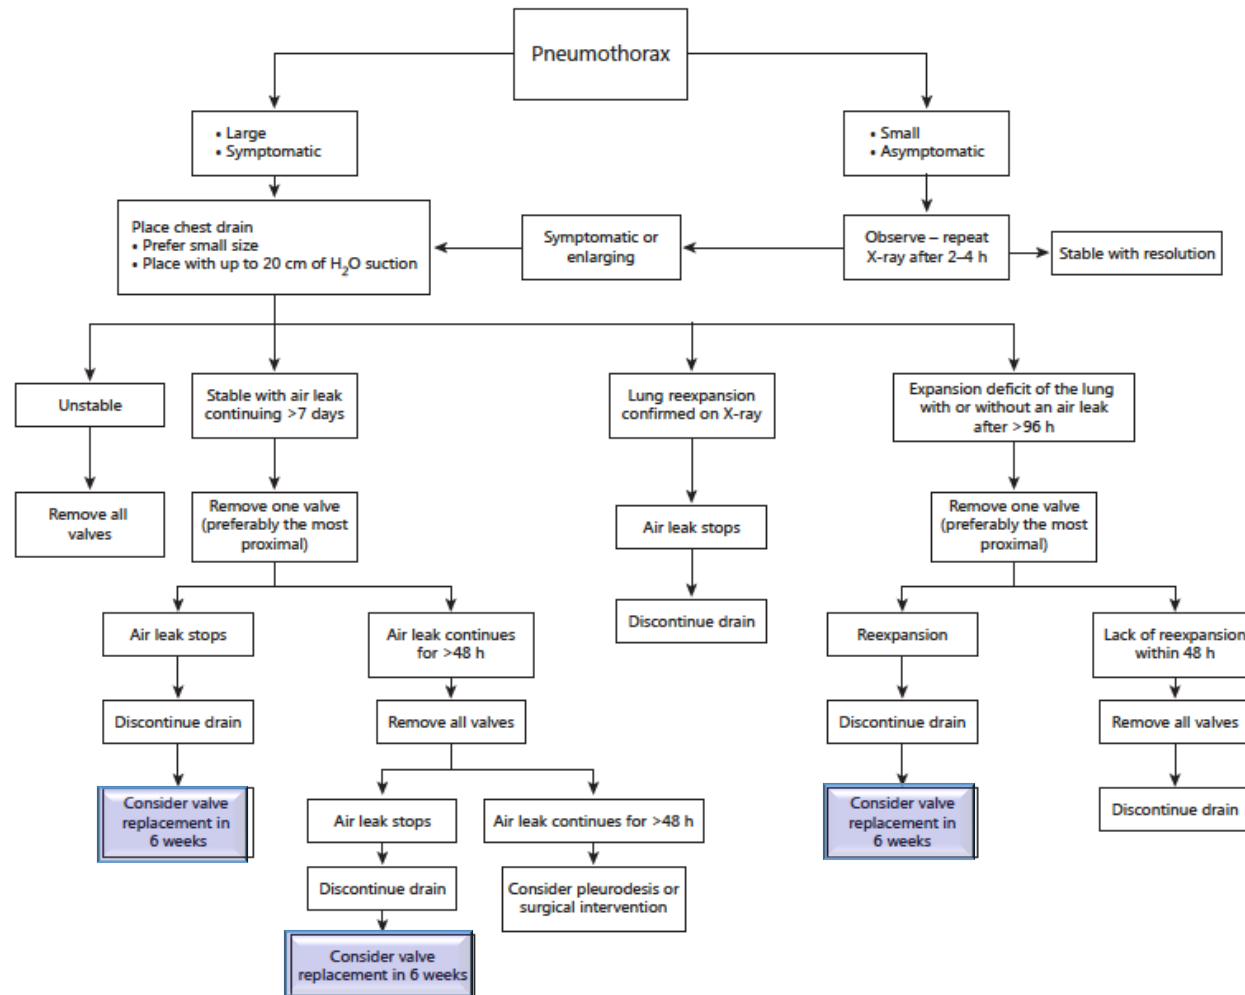 Pneumothorax
• Large
• Symptomatic
• Small
• Asymptomatic
Place chest drain
• Prefer small size
• Place with up to 20 cm of H₂O suction
Symptomatic or
enlarging
Observe – repeat
X-ray after 2–4 h
Stable with resolution
Unstable
Stable with air leak
continuing >7 days
Lung reexpansion
confirmed on X-ray
Expansion deficit of the lung
with or without an air leak
after >96 h
Remove all
valves
Remove one valve
(preferably the most
proximal)
Air leak stops
Remove one valve
(preferably the most
proximal)
Air leak stops
Air leak continues
for >48 h
Discontinue drain
Reexpansion
Lack of reexpansion
within 48 h
Discontinue drain
Remove all valves
Discontinue drain
Remove all valves
Consider valve
replacement in
6 weeks
Air leak stops
Air leak continues for >48 h
Consider valve
replacement in
6 weeks
Discontinue drain
Discontinue drain
Consider pleurodesis or
surgical intervention
Consider valve
replacement in 6 weeks